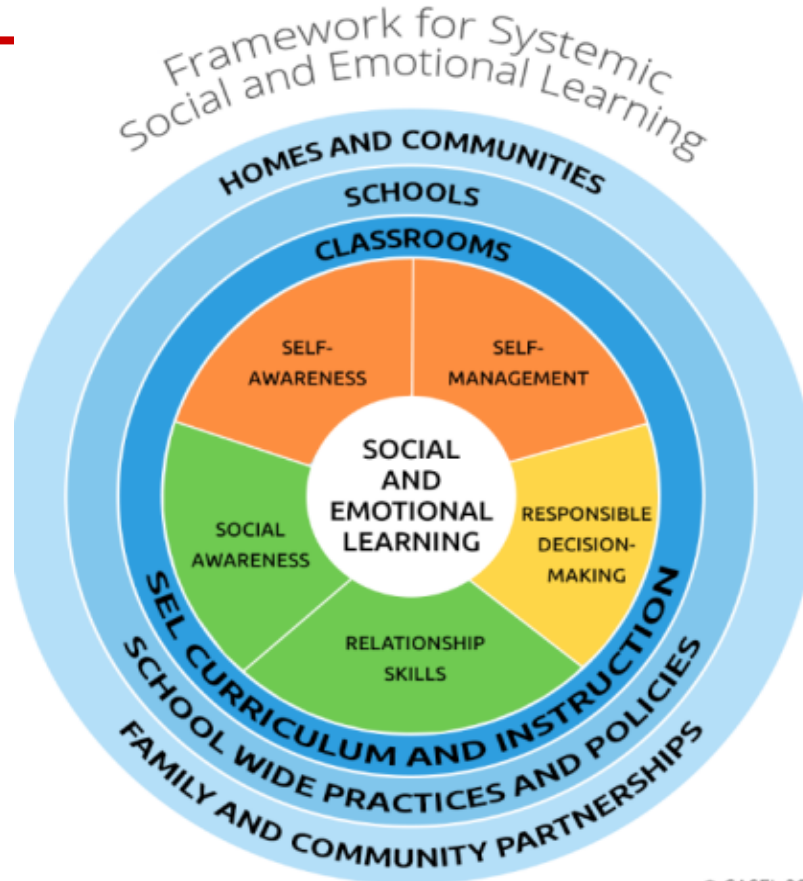 Framework for Systemic
Social and Emotional Learning
HOMES AND COMMUNITIES
SCHOOLS
CLASSROOMS
SELF-
AWARENESS
SELF-
MANAGEMENT
SOCIAL
AND
EMOTIONAL
LEARNING
SOCIAL
AWARENESS
RESPONSIBLE
DECISION-
MAKING
RELATIONSHIP
SKILLS
SEL CURRICULUM AND INSTRUCTION
SCHOOL WIDE PRACTICES AND POLICIES
FAMILY AND COMMUNITY PARTNERSHIPS